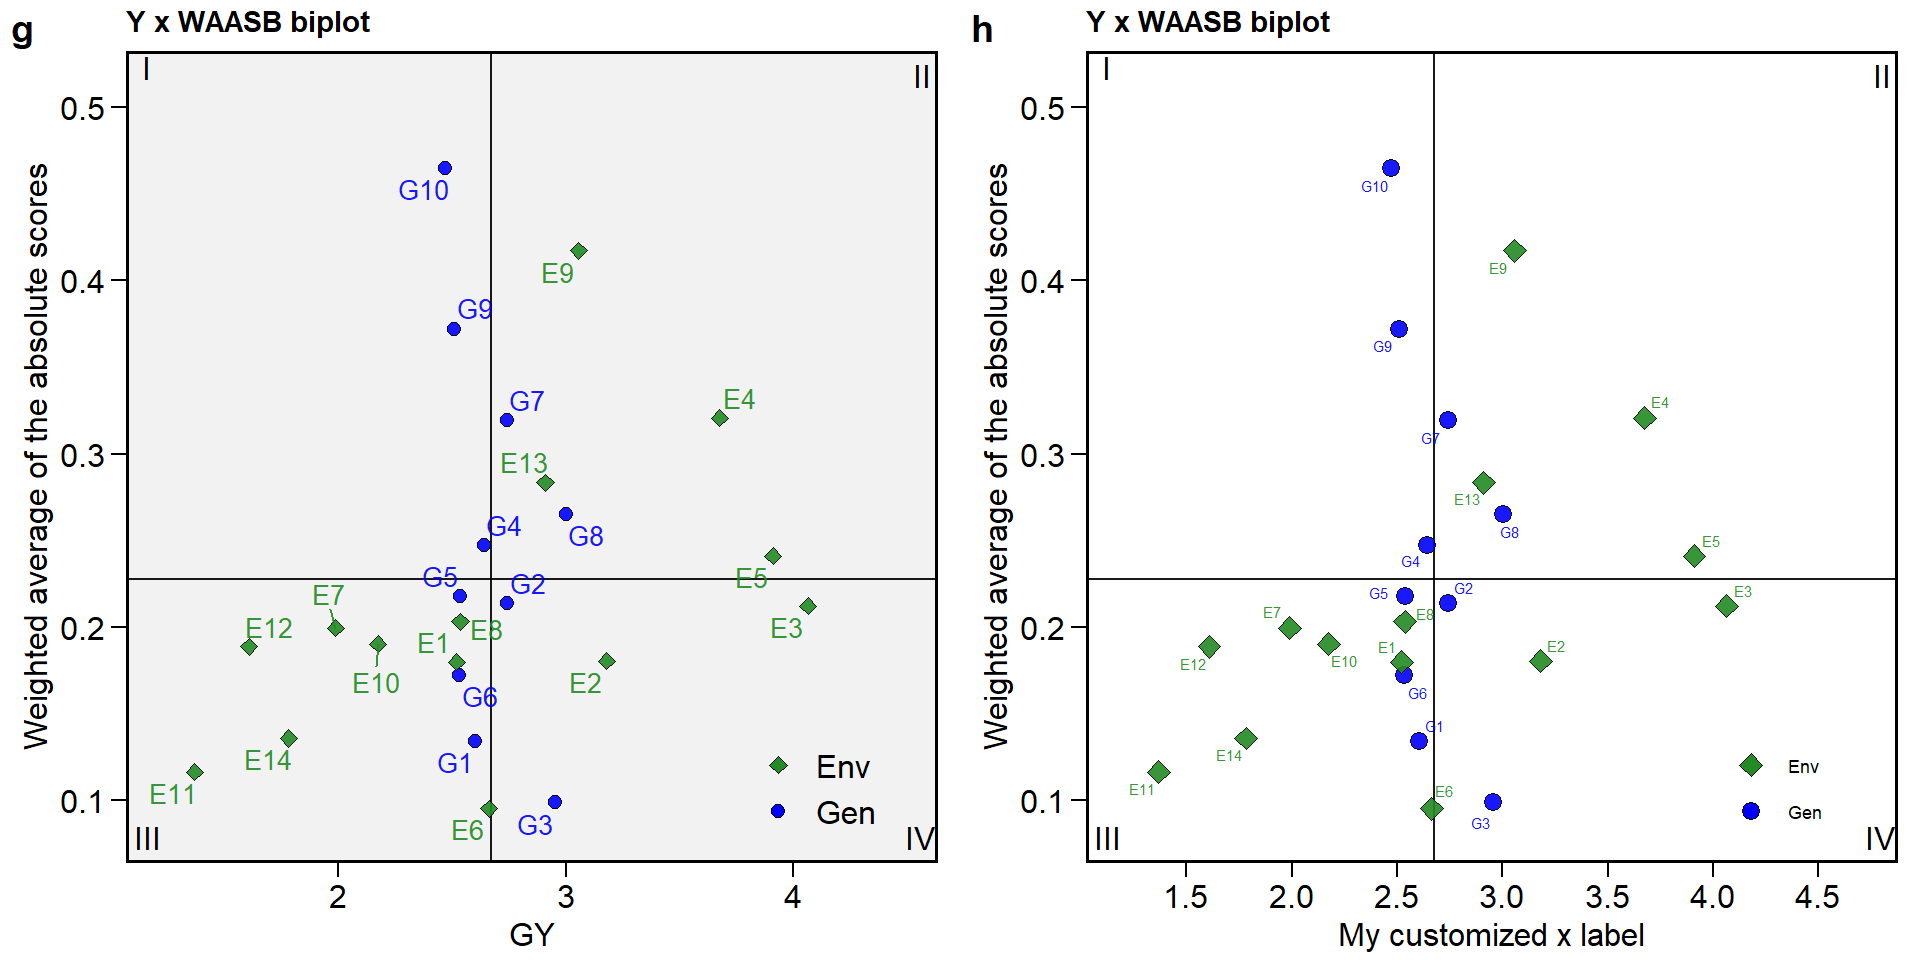 g
Y x WAASB biplot
I
II
0.5
0.4
0.3
0.2
0.1
Weighted average of the absolute scores
G10
E9
G9
G7
E4
E13
G4
G8
E5
G5
G2
E7
E12
E1
E8
E3
E10
E2
G6
E14
G1
E11
E6
G3
Env
Gen
III
IV
2
3
4
GY
h
Y x WAASB biplot
I
II
0.5
0.4
0.3
0.2
0.1
Weighted average of the absolute scores
G10
E9
G9
E4
G7
E13
G8
G4
E5
G5
G2
E3
E7
E8
E1
E2
E12
E10
G6
G1
E14
E11
E6
G3
Env
Gen
III
IV
1.5
2.0
2.5
3.0
3.5
4.0
4.5
My customized x label